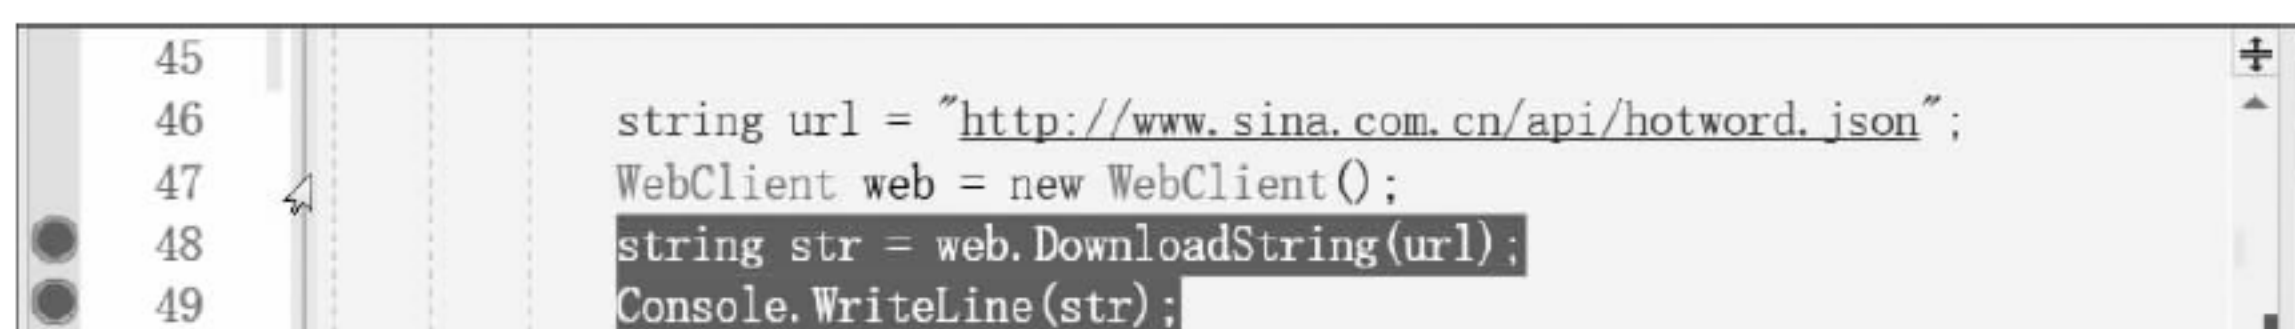 45
46 string url = "http://www.sina.com.cn/api/hotword.json";
47 WebClient web = new WebClient();
48 string str = web.DownloadString(url);
49 Console.WriteLine(str);